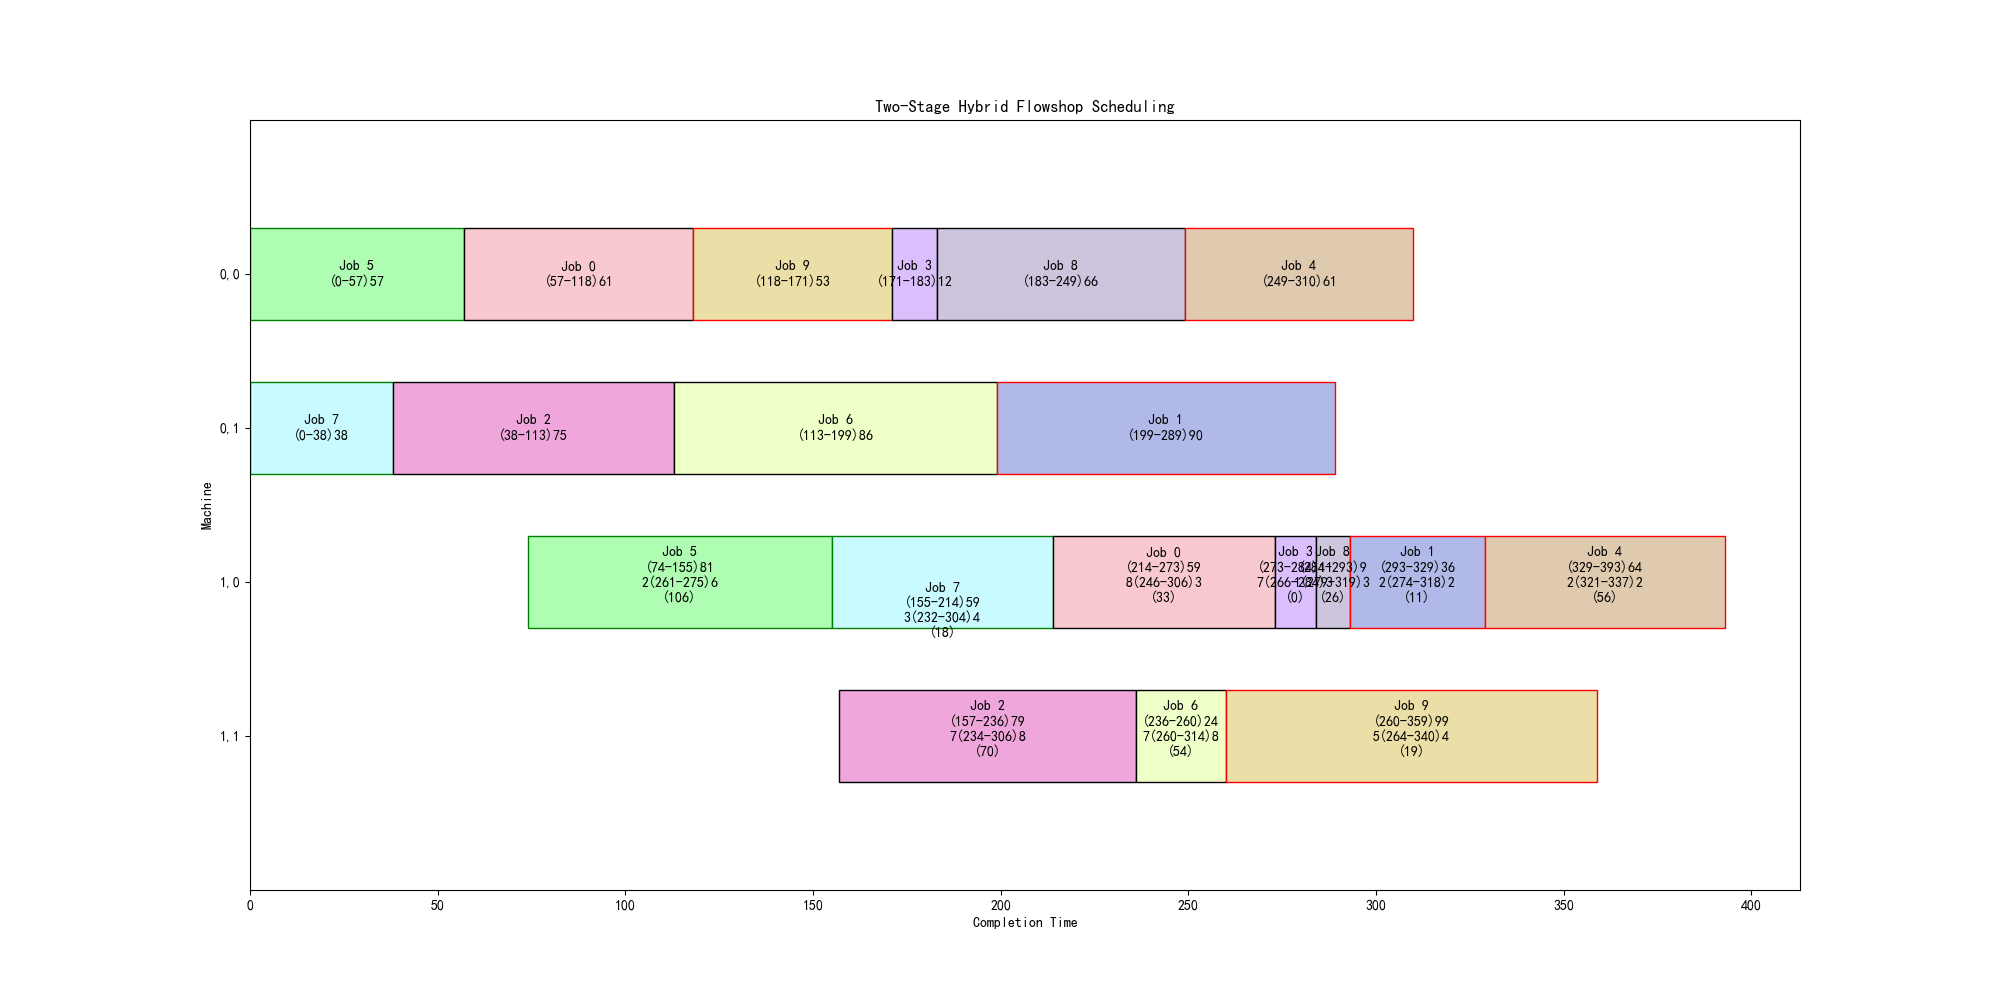 Two-Stage Hybrid Flowshop Scheduling
0,0
Job 5
(0-57)57
Job 0
(57-118)61
Job 9
(118-171)53
Job 3
(171-183)12
Job 8
(183-249)66
Job 4
(249-310)61
0,1
Job 7
(0-38)38
Job 2
(38-113)75
Job 6
(113-199)86
Job 1
(199-289)90
Machine
1,0
Job 5
(74-155)81
2(261-275)6
(106)
Job 7
(155-214)59
3(232-304)4
(18)
Job 0
(214-273)59
8(246-306)3
(33)
Job 3
(273-284)11
(0)
Job 8
(284-293)9
(26)
Job 1
(293-329)36
2(274-318)2
(11)
Job 4
(329-393)64
2(321-337)2
(56)
1,1
Job 2
(157-236)79
7(234-306)8
(70)
Job 6
(236-260)24
7(260-314)8
(54)
Job 9
(260-359)99
5(264-340)4
(19)
0 50 100 150 200 250 300 350 400
Completion Time